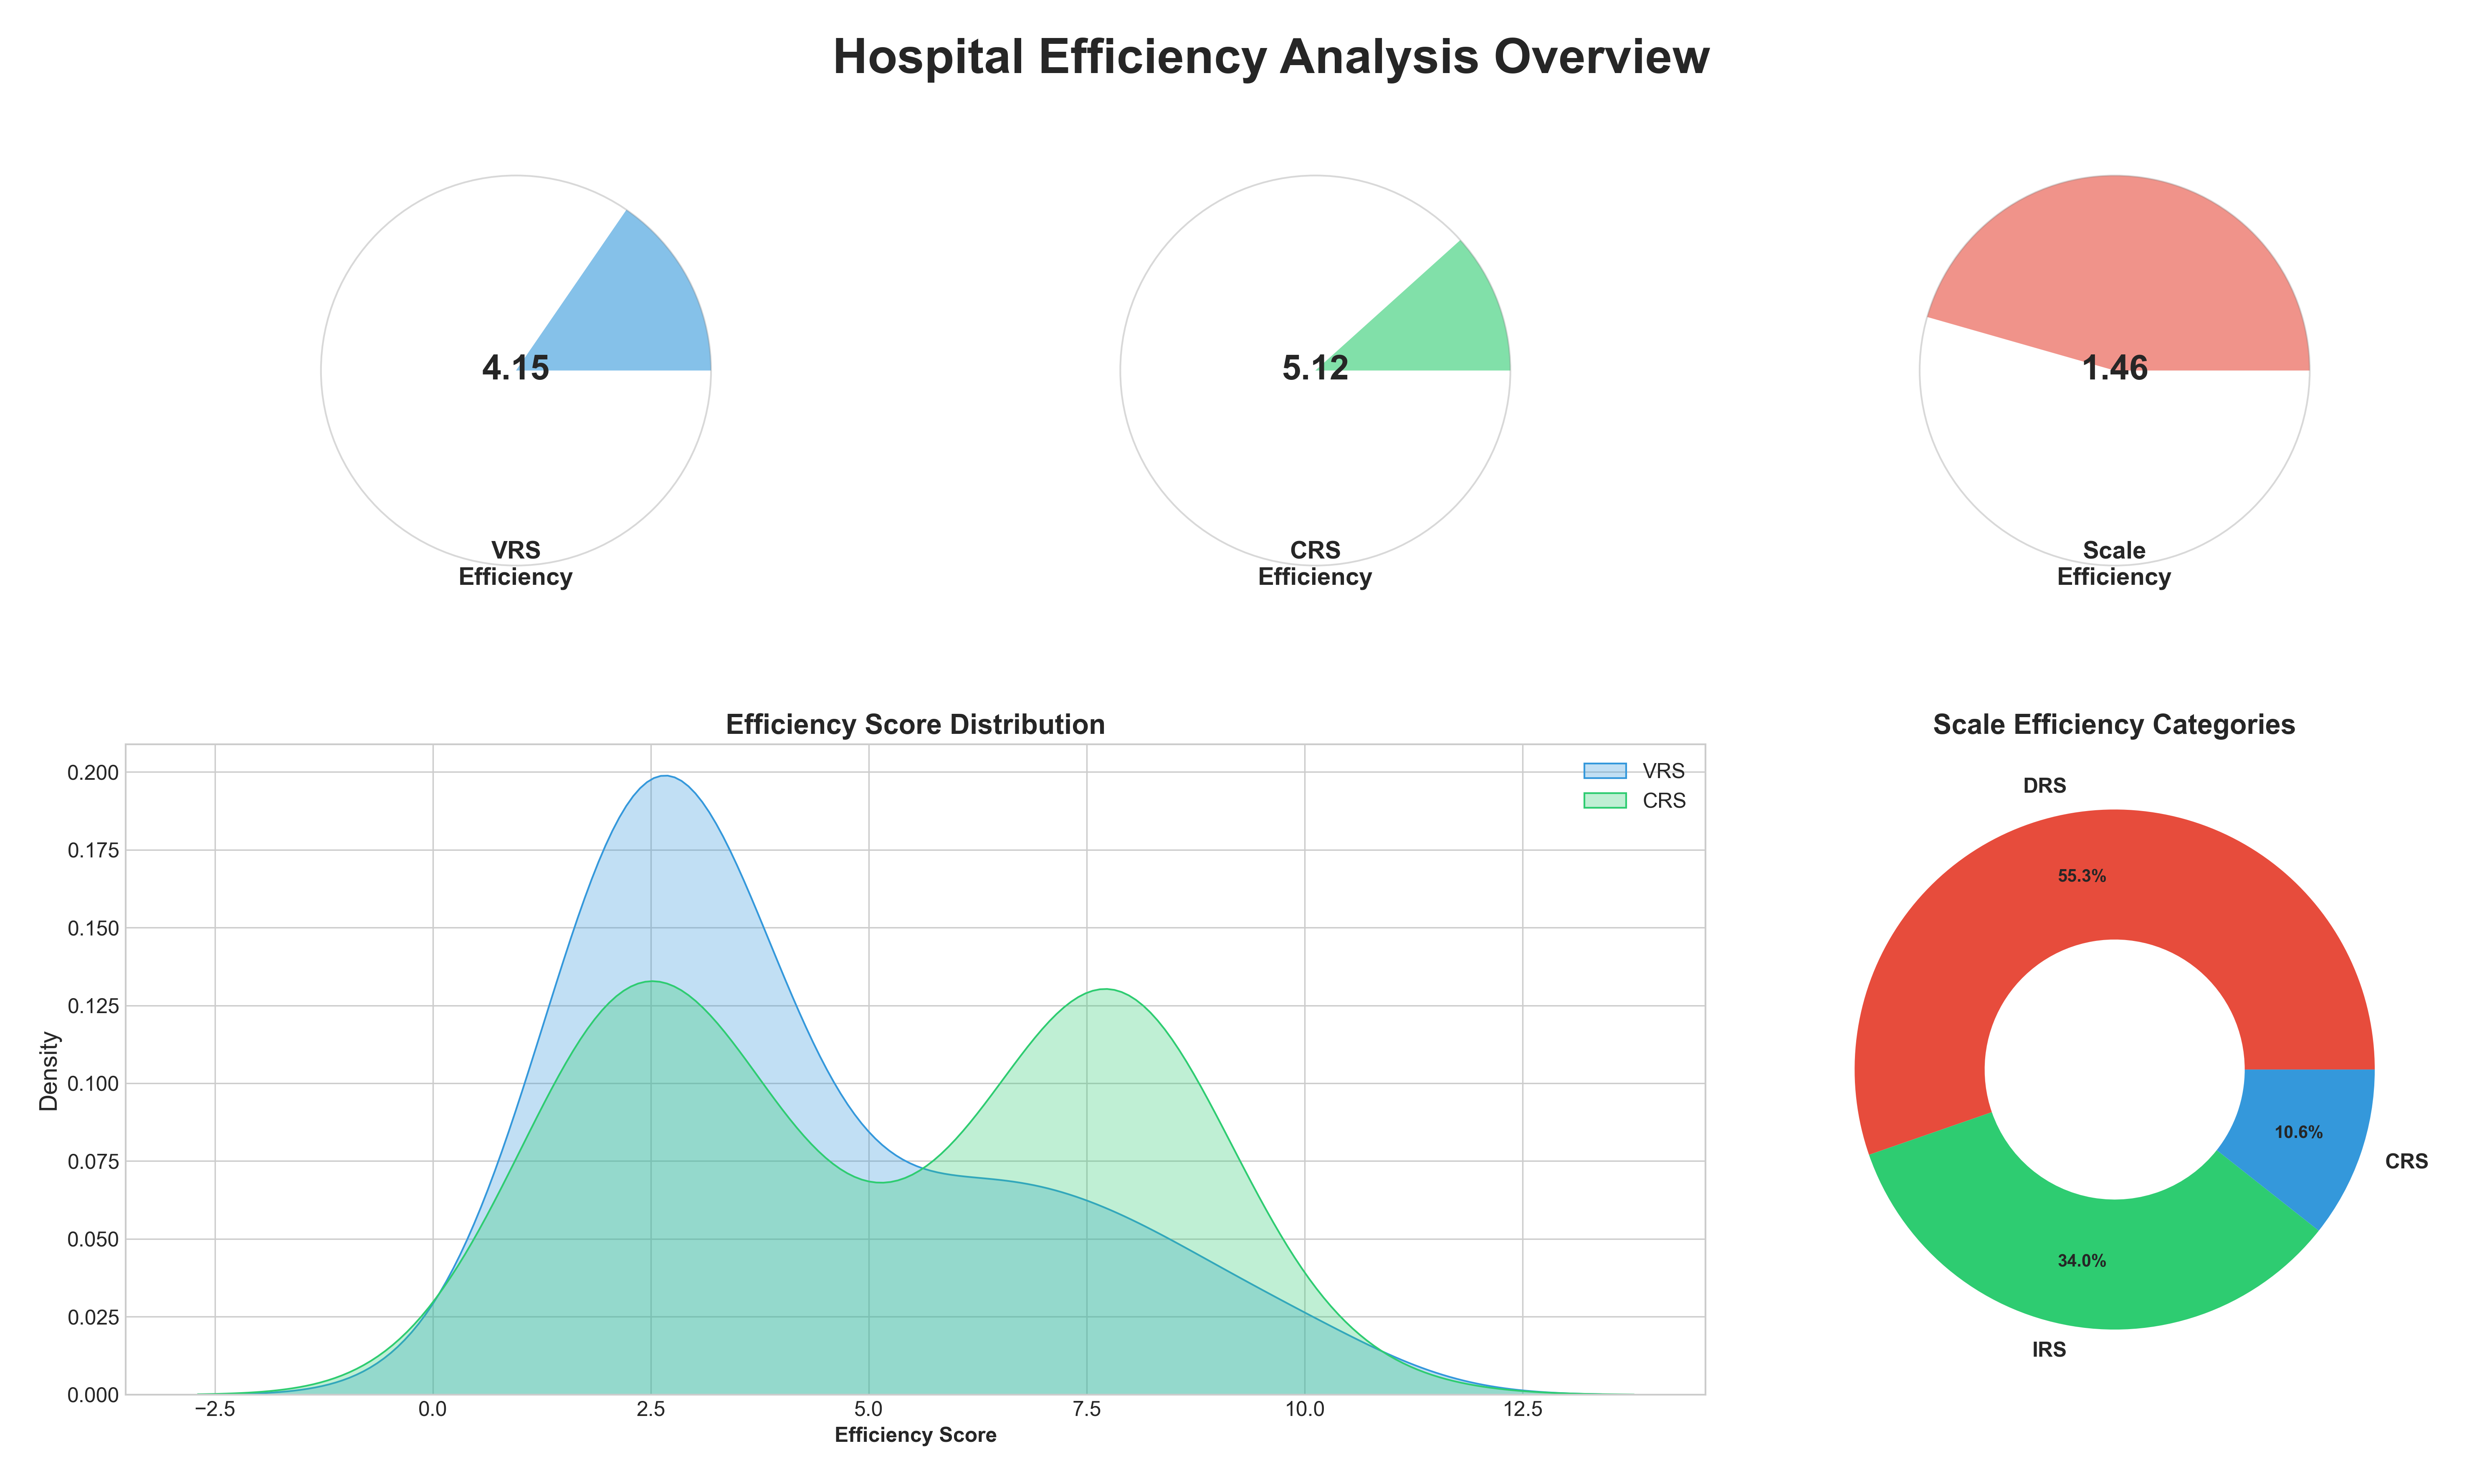 Hospital Efficiency Analysis Overview
4.15
VRS
Efficiency
5.12
CRS
Efficiency
1.46
Scale
Efficiency
Efficiency Score Distribution
0.200
0.175
0.150
0.125
0.100
0.075
0.050
0.025
0.000
Density
−2.5
0.0
2.5
5.0
7.5
10.0
12.5
Efficiency Score
VRS
CRS
Scale Efficiency Categories
DRS
55.3%
10.6%
CRS
34.0%
IRS